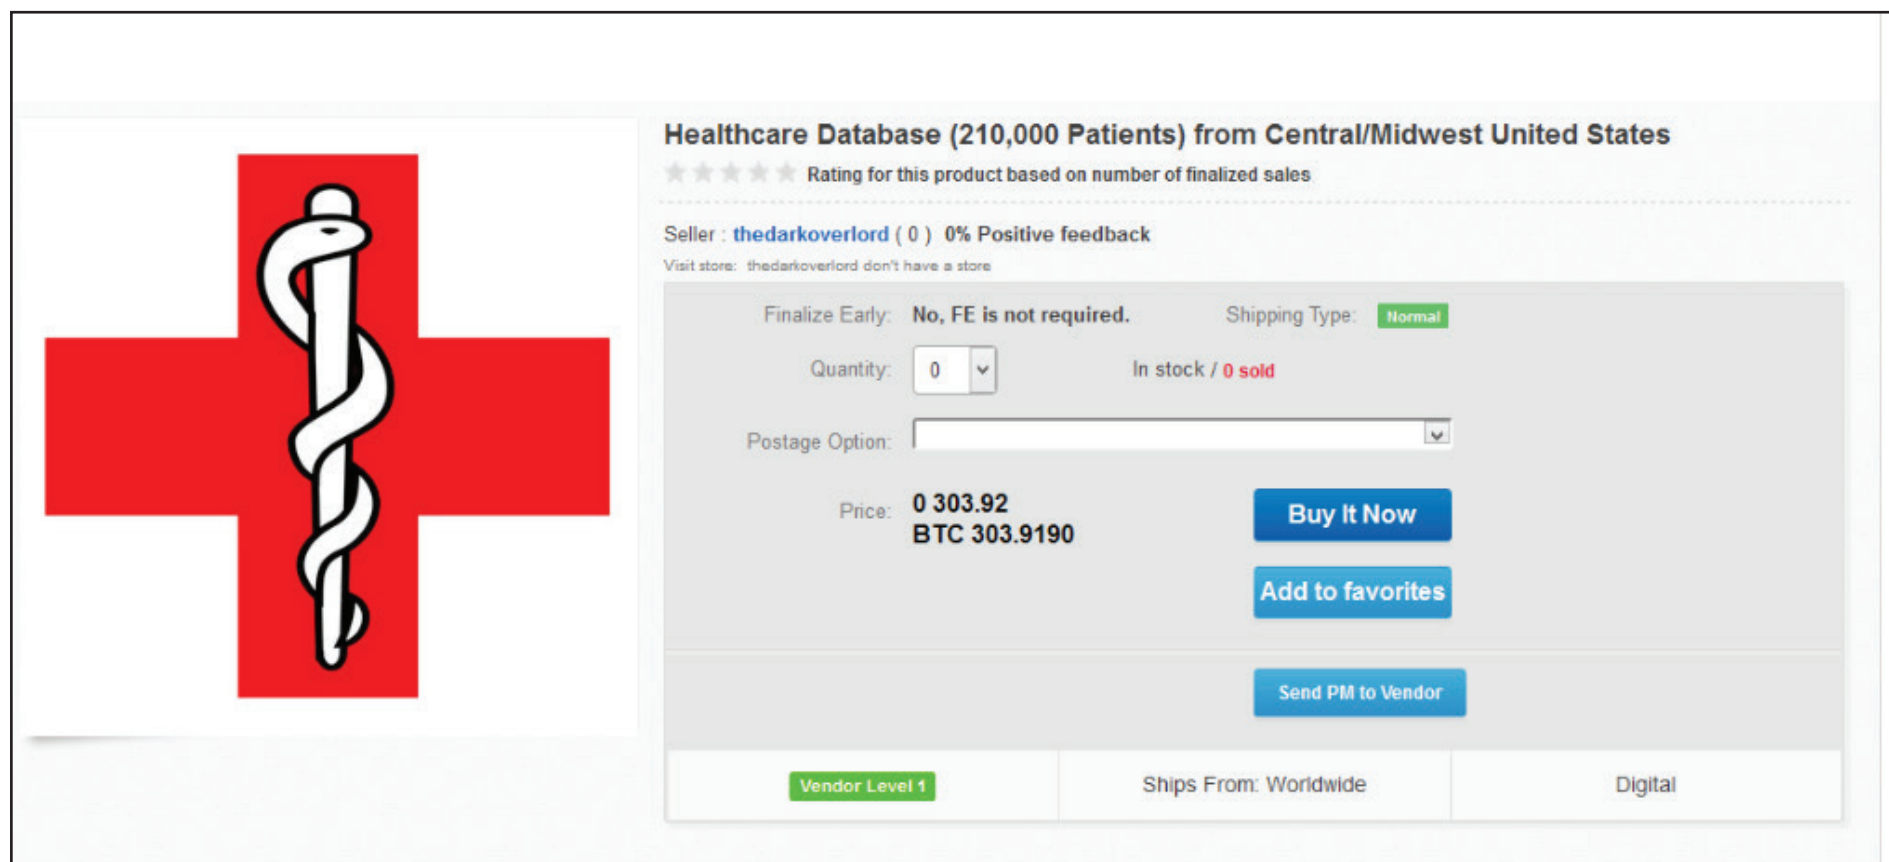 Healthcare Database (210,000 Patients) from Central/Midwest United States
Rating for this product based on number of finalized sales
Seller : thedarkoverlord ( 0 ) 0% Positive feedback
Visit store: thedarkoverlord don't have a store
Finalize Early: No, FE is not required. Shipping Type: Normal
Quantity: 0 In stock / 0 sold
Postage Option:
Price: 0 303.92 Buy It Now
BTC 303.9190
Add to favorites
Send PM to Vendor
Vendor Level 1 Ships From: Worldwide Digital